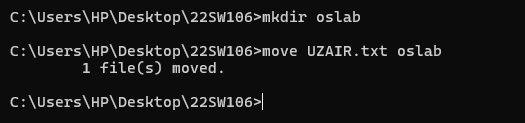 C:\Users\HP\Desktop\22SW106>mkdir oslab
C:\Users\HP\Desktop\22SW106>move UZAIR.txt oslab
        1 file(s) moved.
C:\Users\HP\Desktop\22SW106>